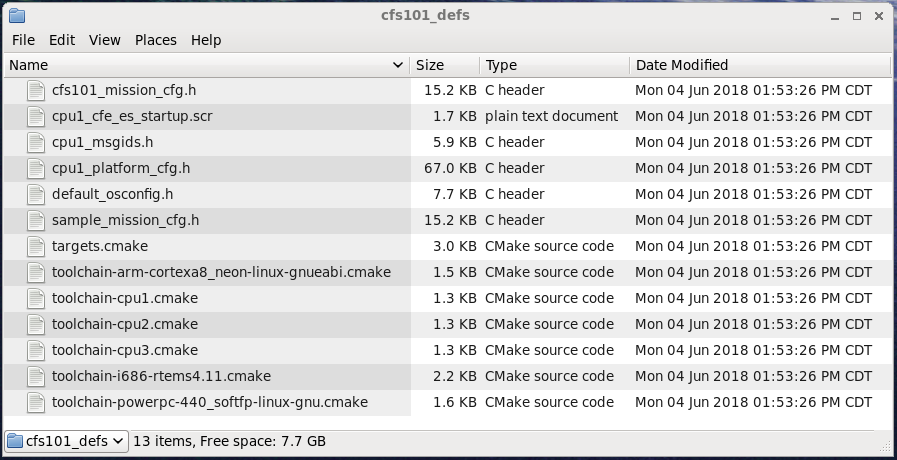 cfs101_defs
File Edit View Places Help
Name Size Type Date Modified
cfs101_mission_cfg.h 15.2 KB C header Mon 04 Jun 2018 01:53:26 PM CDT
cpu1_cfe_es_startup.scr 1.7 KB plain text document Mon 04 Jun 2018 01:53:26 PM CDT
cpu1_msgids.h 5.9 KB C header Mon 04 Jun 2018 01:53:26 PM CDT
cpu1_platform_cfg.h 67.0 KB C header Mon 04 Jun 2018 01:53:26 PM CDT
default_osconfig.h 7.7 KB C header Mon 04 Jun 2018 01:53:26 PM CDT
sample_mission_cfg.h 15.2 KB C header Mon 04 Jun 2018 01:53:26 PM CDT
targets.cmake 3.0 KB CMake source code Mon 04 Jun 2018 01:53:26 PM CDT
toolchain-arm-cortexa8_neon-linux-gnueabi.cmake 1.5 KB CMake source code Mon 04 Jun 2018 01:53:26 PM CDT
toolchain-cpu1.cmake 1.3 KB CMake source code Mon 04 Jun 2018 01:53:26 PM CDT
toolchain-cpu2.cmake 1.3 KB CMake source code Mon 04 Jun 2018 01:53:26 PM CDT
toolchain-cpu3.cmake 1.3 KB CMake source code Mon 04 Jun 2018 01:53:26 PM CDT
toolchain-i686-rtems4.11.cmake 2.2 KB CMake source code Mon 04 Jun 2018 01:53:26 PM CDT
toolchain-powerpc-440_softfp-linux-gnu.cmake 1.6 KB CMake source code Mon 04 Jun 2018 01:53:26 PM CDT
cfs101_defs 13 items, Free space: 7.7 GB